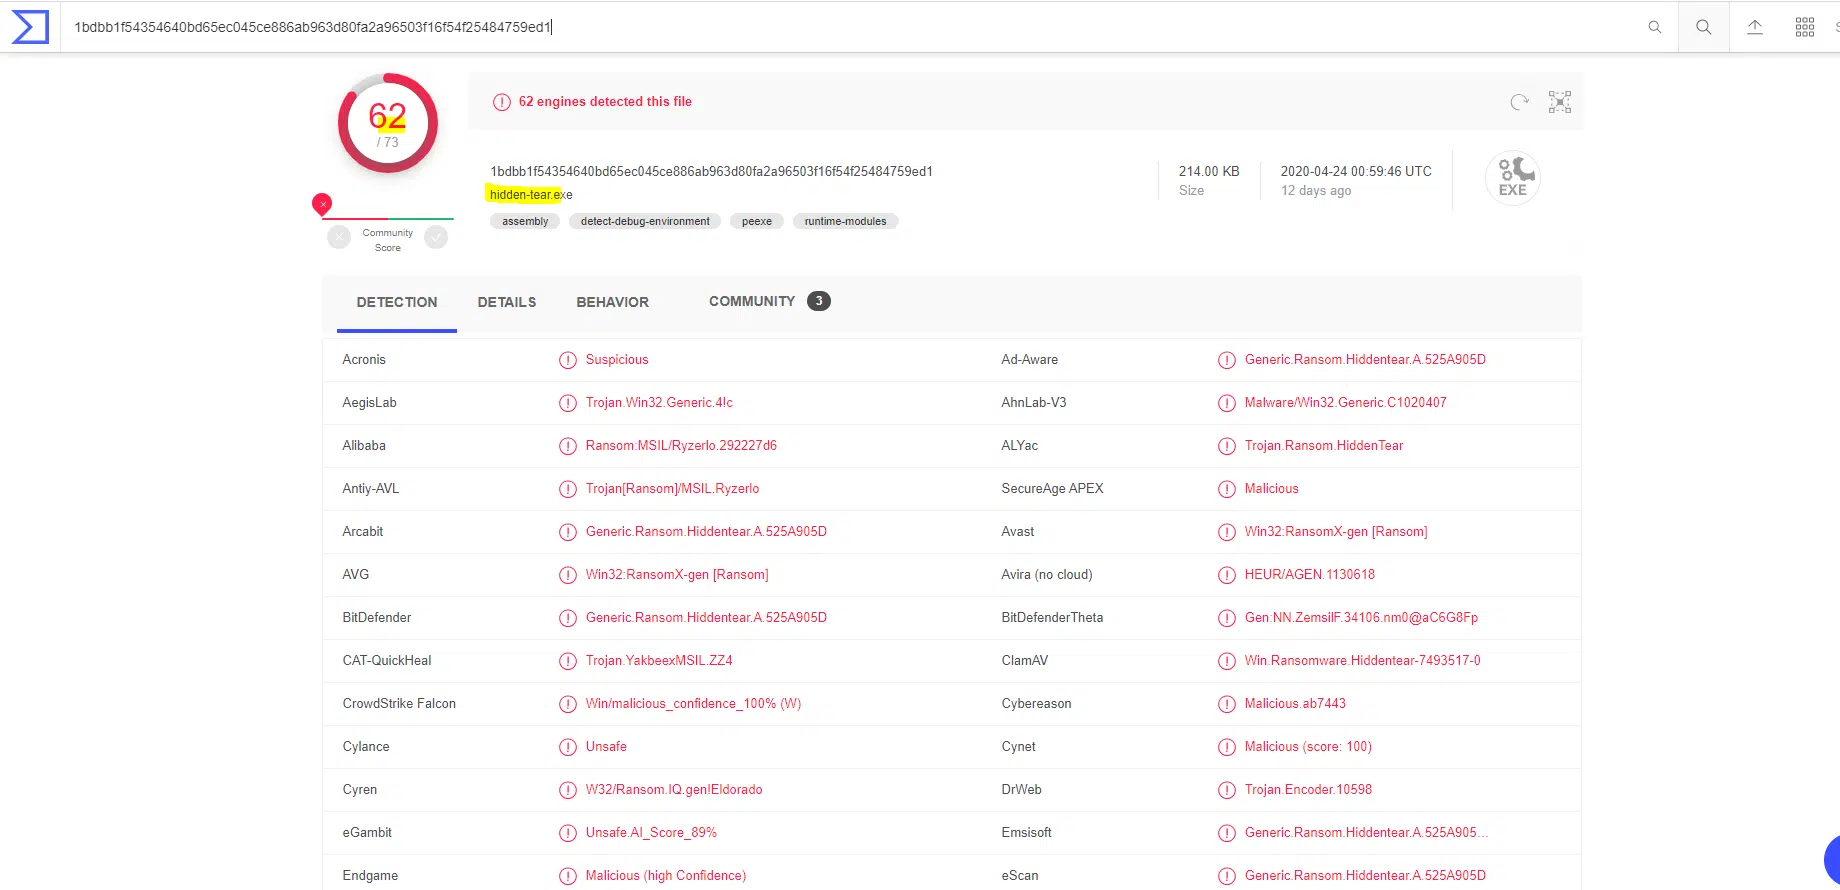 1bdbb1f54354640bd65ec045ce886ab963d80fa2a96503f16f54f25484759ed1
62
/ 73
62 engines detected this file
1bdbb1f54354640bd65ec045ce886ab963d80fa2a96503f16f54f25484759ed1
hidden-tear.exe
assembly detect-debug-environment peexe runtime-modules
214.00 KB
Size
2020-04-24 00:59:46 UTC
12 days ago
EXE
Community
Score
DETECTION DETAILS BEHAVIOR COMMUNITY 3
Acronis Suspicious Ad-Aware Generic.Ransom.Hiddentear.A.525A905D
AegisLab Trojan.Win32.Generic.4!c AhnLab-V3 Malware/Win32.Generic.C1020407
Alibaba Ransom:MSIL/Ryzerlo.292227d6 ALYac Trojan.Ransom.HiddenTear
Antiy-AVL Trojan[Ransom]/MSIL.Ryzerlo SecureAge APEX Malicious
Arcabit Generic.Ransom.Hiddentear.A.525A905D Avast Win32:RansomX-gen [Ransom]
AVG Win32:RansomX-gen [Ransom] Avira (no cloud) HEUR/AGEN.1130618
BitDefender Generic.Ransom.Hiddentear.A.525A905D BitDefenderTheta Gen:NN.ZemsilF.34106.nm0@aC6G8Fp
CAT-QuickHeal Trojan.YakbeexMSIL.ZZ4 ClamAV Win.Ransomware.Hiddentear-7493517-0
CrowdStrike Falcon Win/malicious_confidence_100% (W) Cybereason Malicious.ab7443
Cylance Unsafe Cynet Malicious (score: 100)
Cyren W32/Ransom.IQ.gen!Eldorado DrWeb Trojan.Encoder.10598
eGambit Unsafe.AI_Score_89% Emsisoft Generic.Ransom.Hiddentear.A.525A905…
Endgame Malicious (high Confidence) eScan Generic.Ransom.Hiddentear.A.525A905D